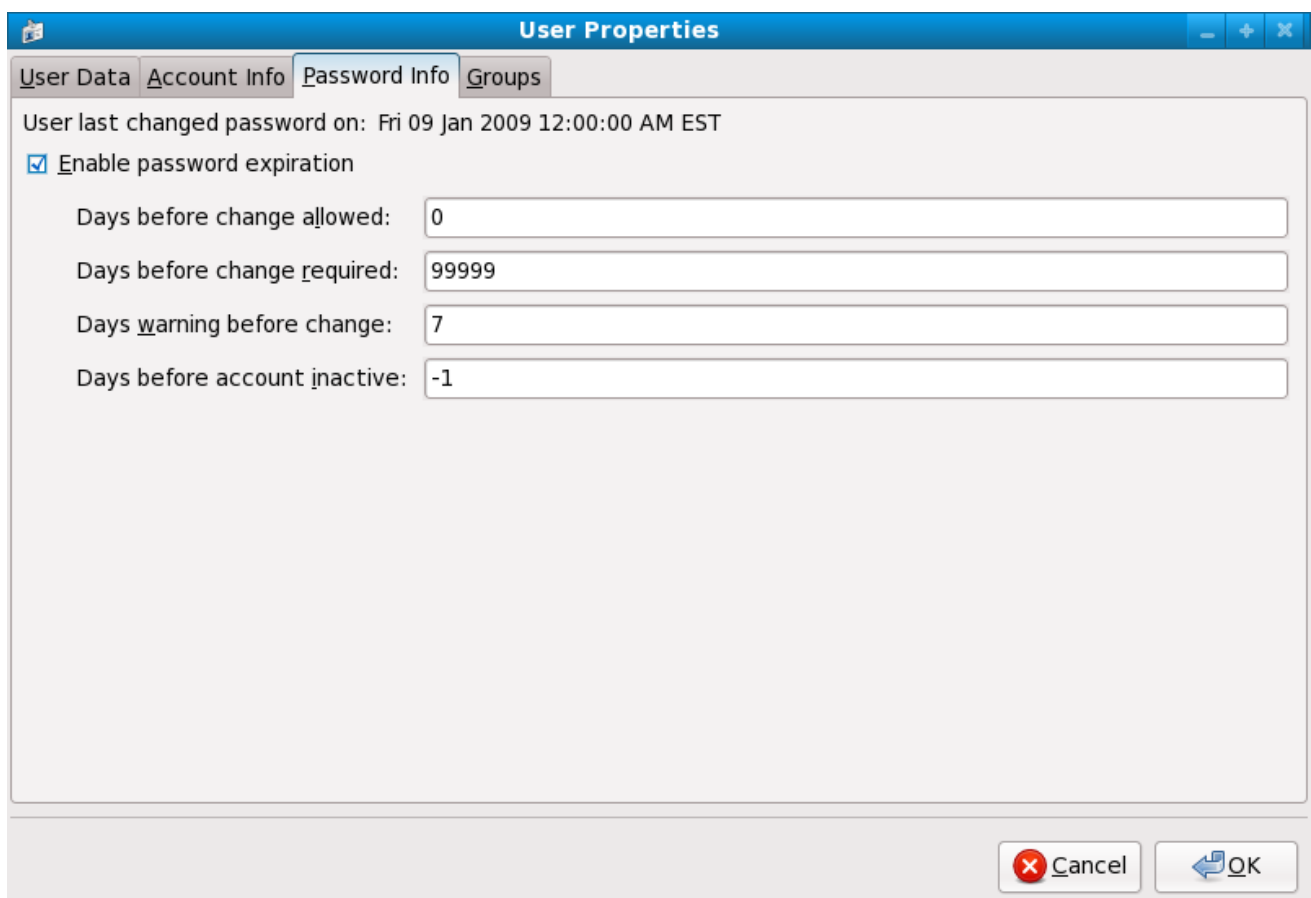 User Properties
User Data Account Info Password Info Groups
User last changed password on: Fri 09 Jan 2009 12:00:00 AM EST
Enable password expiration
Days before change allowed: 0
Days before change required: 99999
Days warning before change: 7
Days before account inactive: -1
Cancel OK